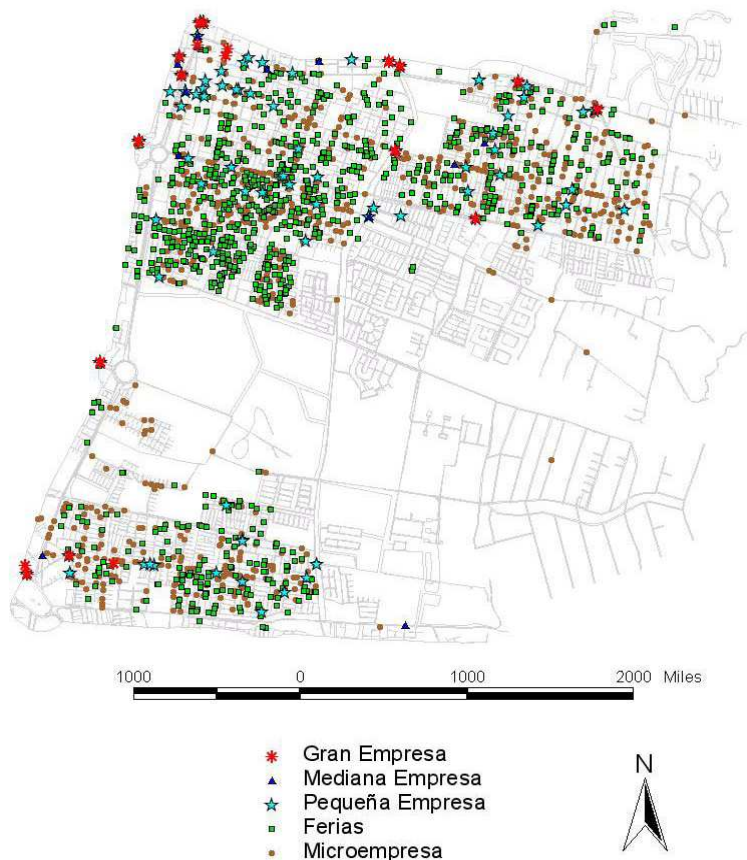 1000 0 1000 2000 Miles
Gran Empresa
Mediana Empresa
Pequeña Empresa
Ferias
Microempresa
N